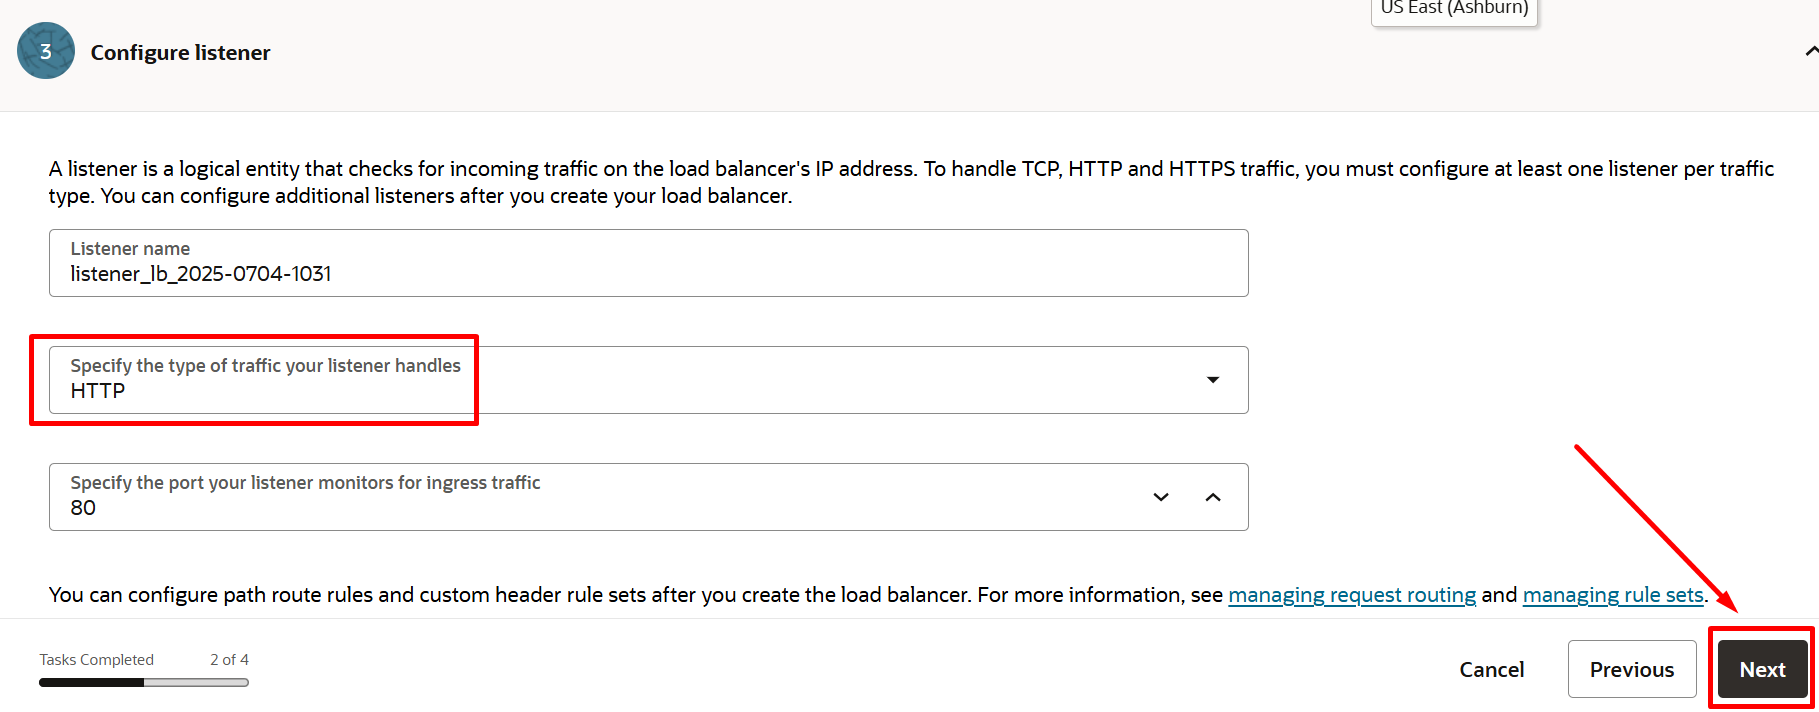 US East (Ashburn)
3
Configure listener
A listener is a logical entity that checks for incoming traffic on the load balancer's IP address. To handle TCP, HTTP and HTTPS traffic, you must configure at least one listener per traffic
type. You can configure additional listeners after you create your load balancer.
Listener name
listener_lb_2025-0704-1031
Specify the type of traffic your listener handles
HTTP
Specify the port your listener monitors for ingress traffic
80
You can configure path route rules and custom header rule sets after you create the load balancer. For more information, see managing request routing and managing rule sets.
Tasks Completed 2 of 4
Cancel Previous Next